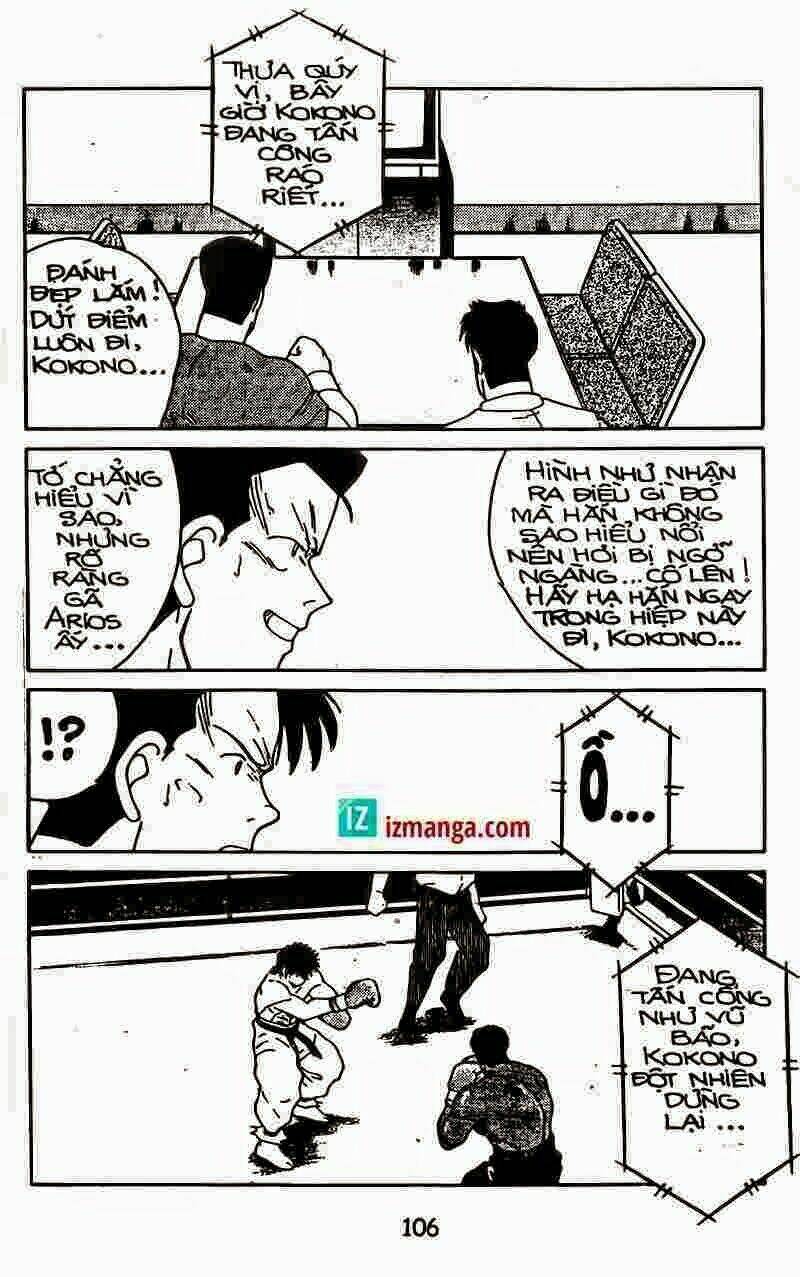 THƯA QÚY
VỊ, BÂY
GIỜ KOKONO
ĐANG TẤN
CÔNG
RÁO
RIẾT...
ĐÁNH
ĐẸP LẮM!
DỨT ĐIỂM
LUÔN ĐI,
KOKONO...
HÌNH NHƯ NHẬN
RA ĐIỀU GÌ ĐÓ
MÀ HẮN KHÔNG
SAO HIỂU NỔI
NÊN HƠI BỊ NGỠ
NGÀNG...CỐ LÊN!
HÃY HẠ HẮN NGAY
TRONG HIỆP NÀY
ĐI, KOKONO...
TỚ CHẲNG
HIỂU VÌ
SAO,
NHƯNG
RÕ
RÀNG
GÃ
ARIOS
ẤY...
!?
Ồ...
iz izmanga.com
ĐANG
TẤN CÔNG
NHƯ VŨ
BÃO,
KOKONO
ĐỘT NHIÊN
DỪNG
LẠI...
106